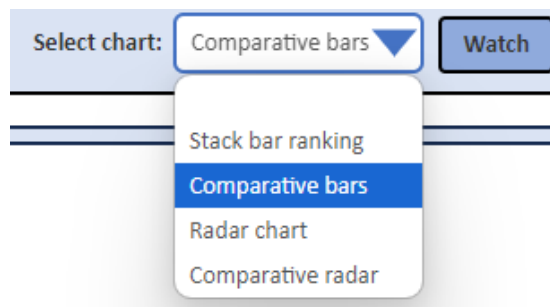 Select chart: Comparative bars Watch
Stack bar ranking
Comparative bars
Radar chart
Comparative radar